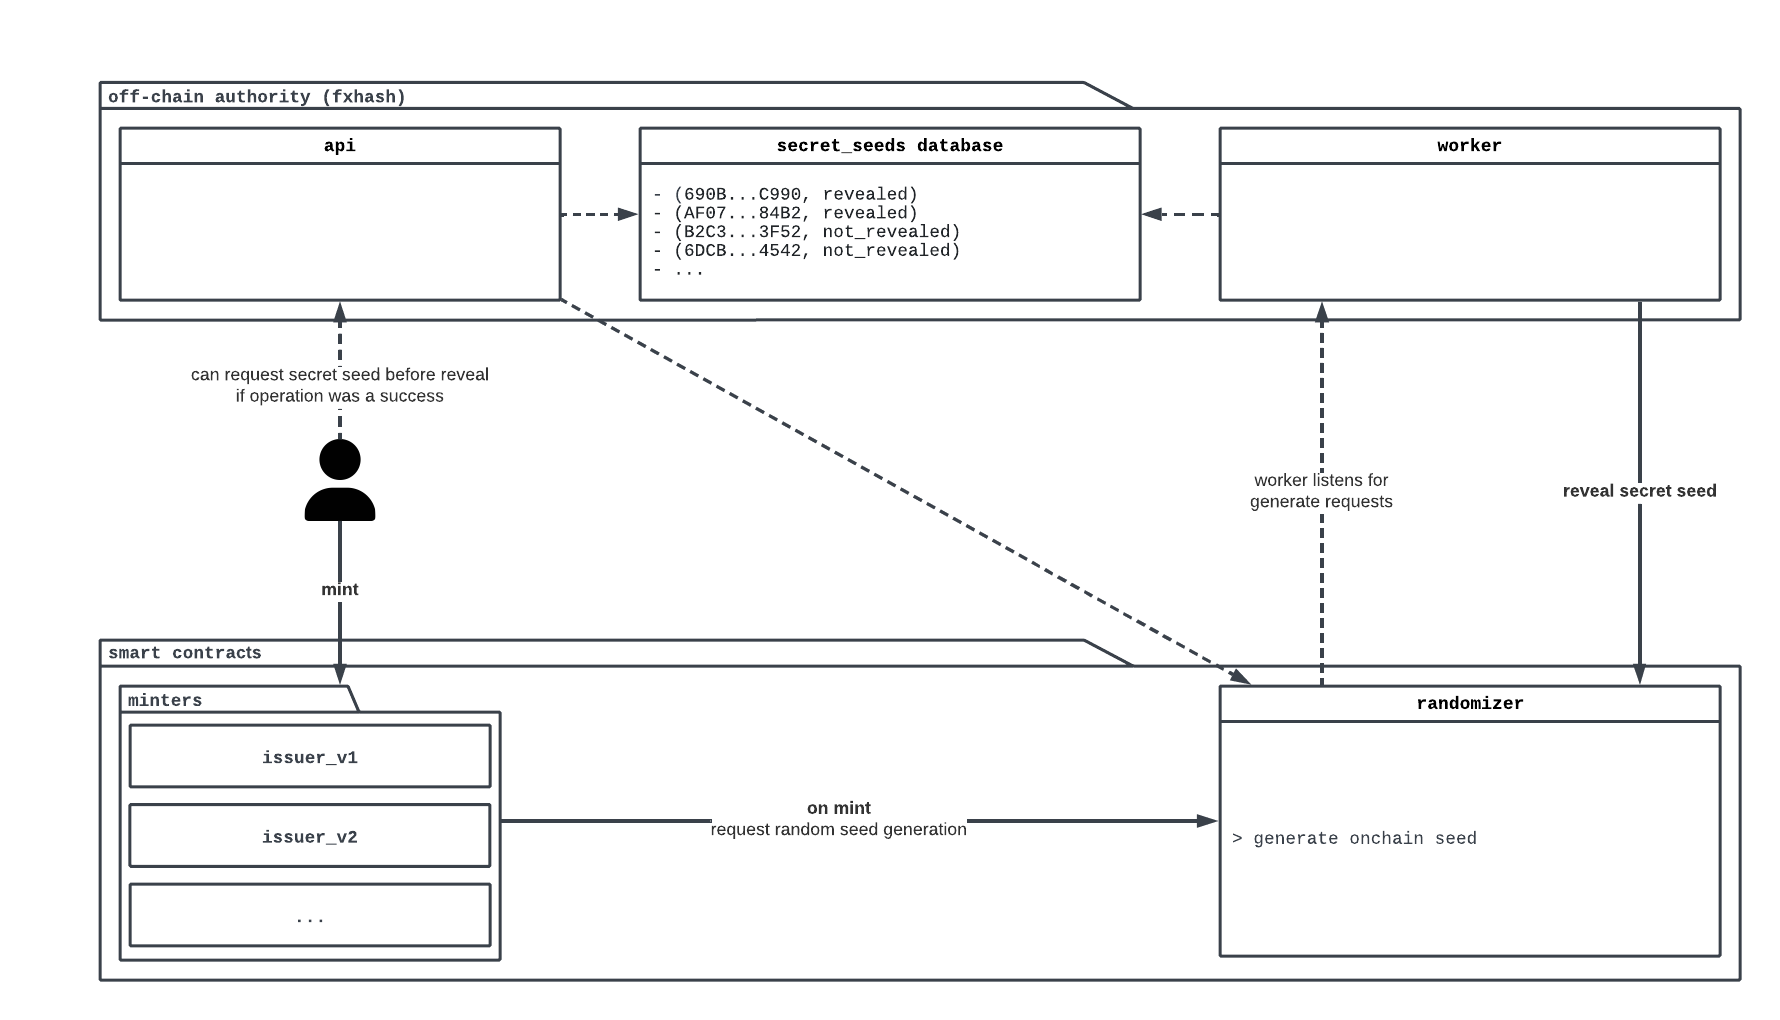 off-chain authority (fxhash)
api
secret_seeds database
- (690B...C990, revealed)
- (AF07...84B2, revealed)
- (B2C3...3F52, not_revealed)
- (6DCB...4542, not_revealed)
- ...
worker
can request secret seed before reveal
if operation was a success
worker listens for
generate requests
reveal secret seed
mint
smart contracts
minters
issuer_v1
issuer_v2
...
on mint
request random seed generation
randomizer
> generate onchain seed